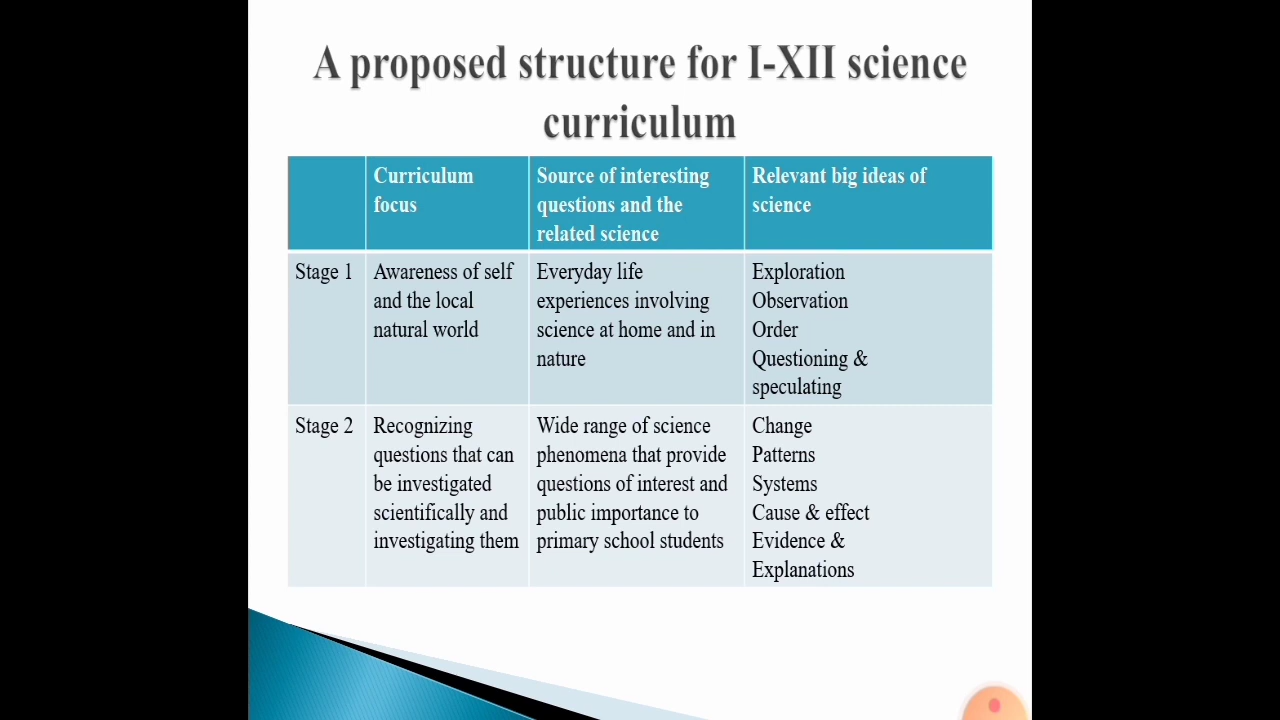 A proposed structure for I-XII science
curriculum
Curriculum
focus
Source of interesting
questions and the
related science
Relevant big ideas of
science
Stage 1
Awareness of self
and the local
natural world
Everyday life
experiences involving
science at home and in
nature
Exploration
Observation
Order
Questioning &
speculating
Stage 2
Recognizing
questions that can
be investigated
scientifically and
investigating them
Wide range of science
phenomena that provide
questions of interest and
public importance to
primary school students
Change
Patterns
Systems
Cause & effect
Evidence &
Explanations